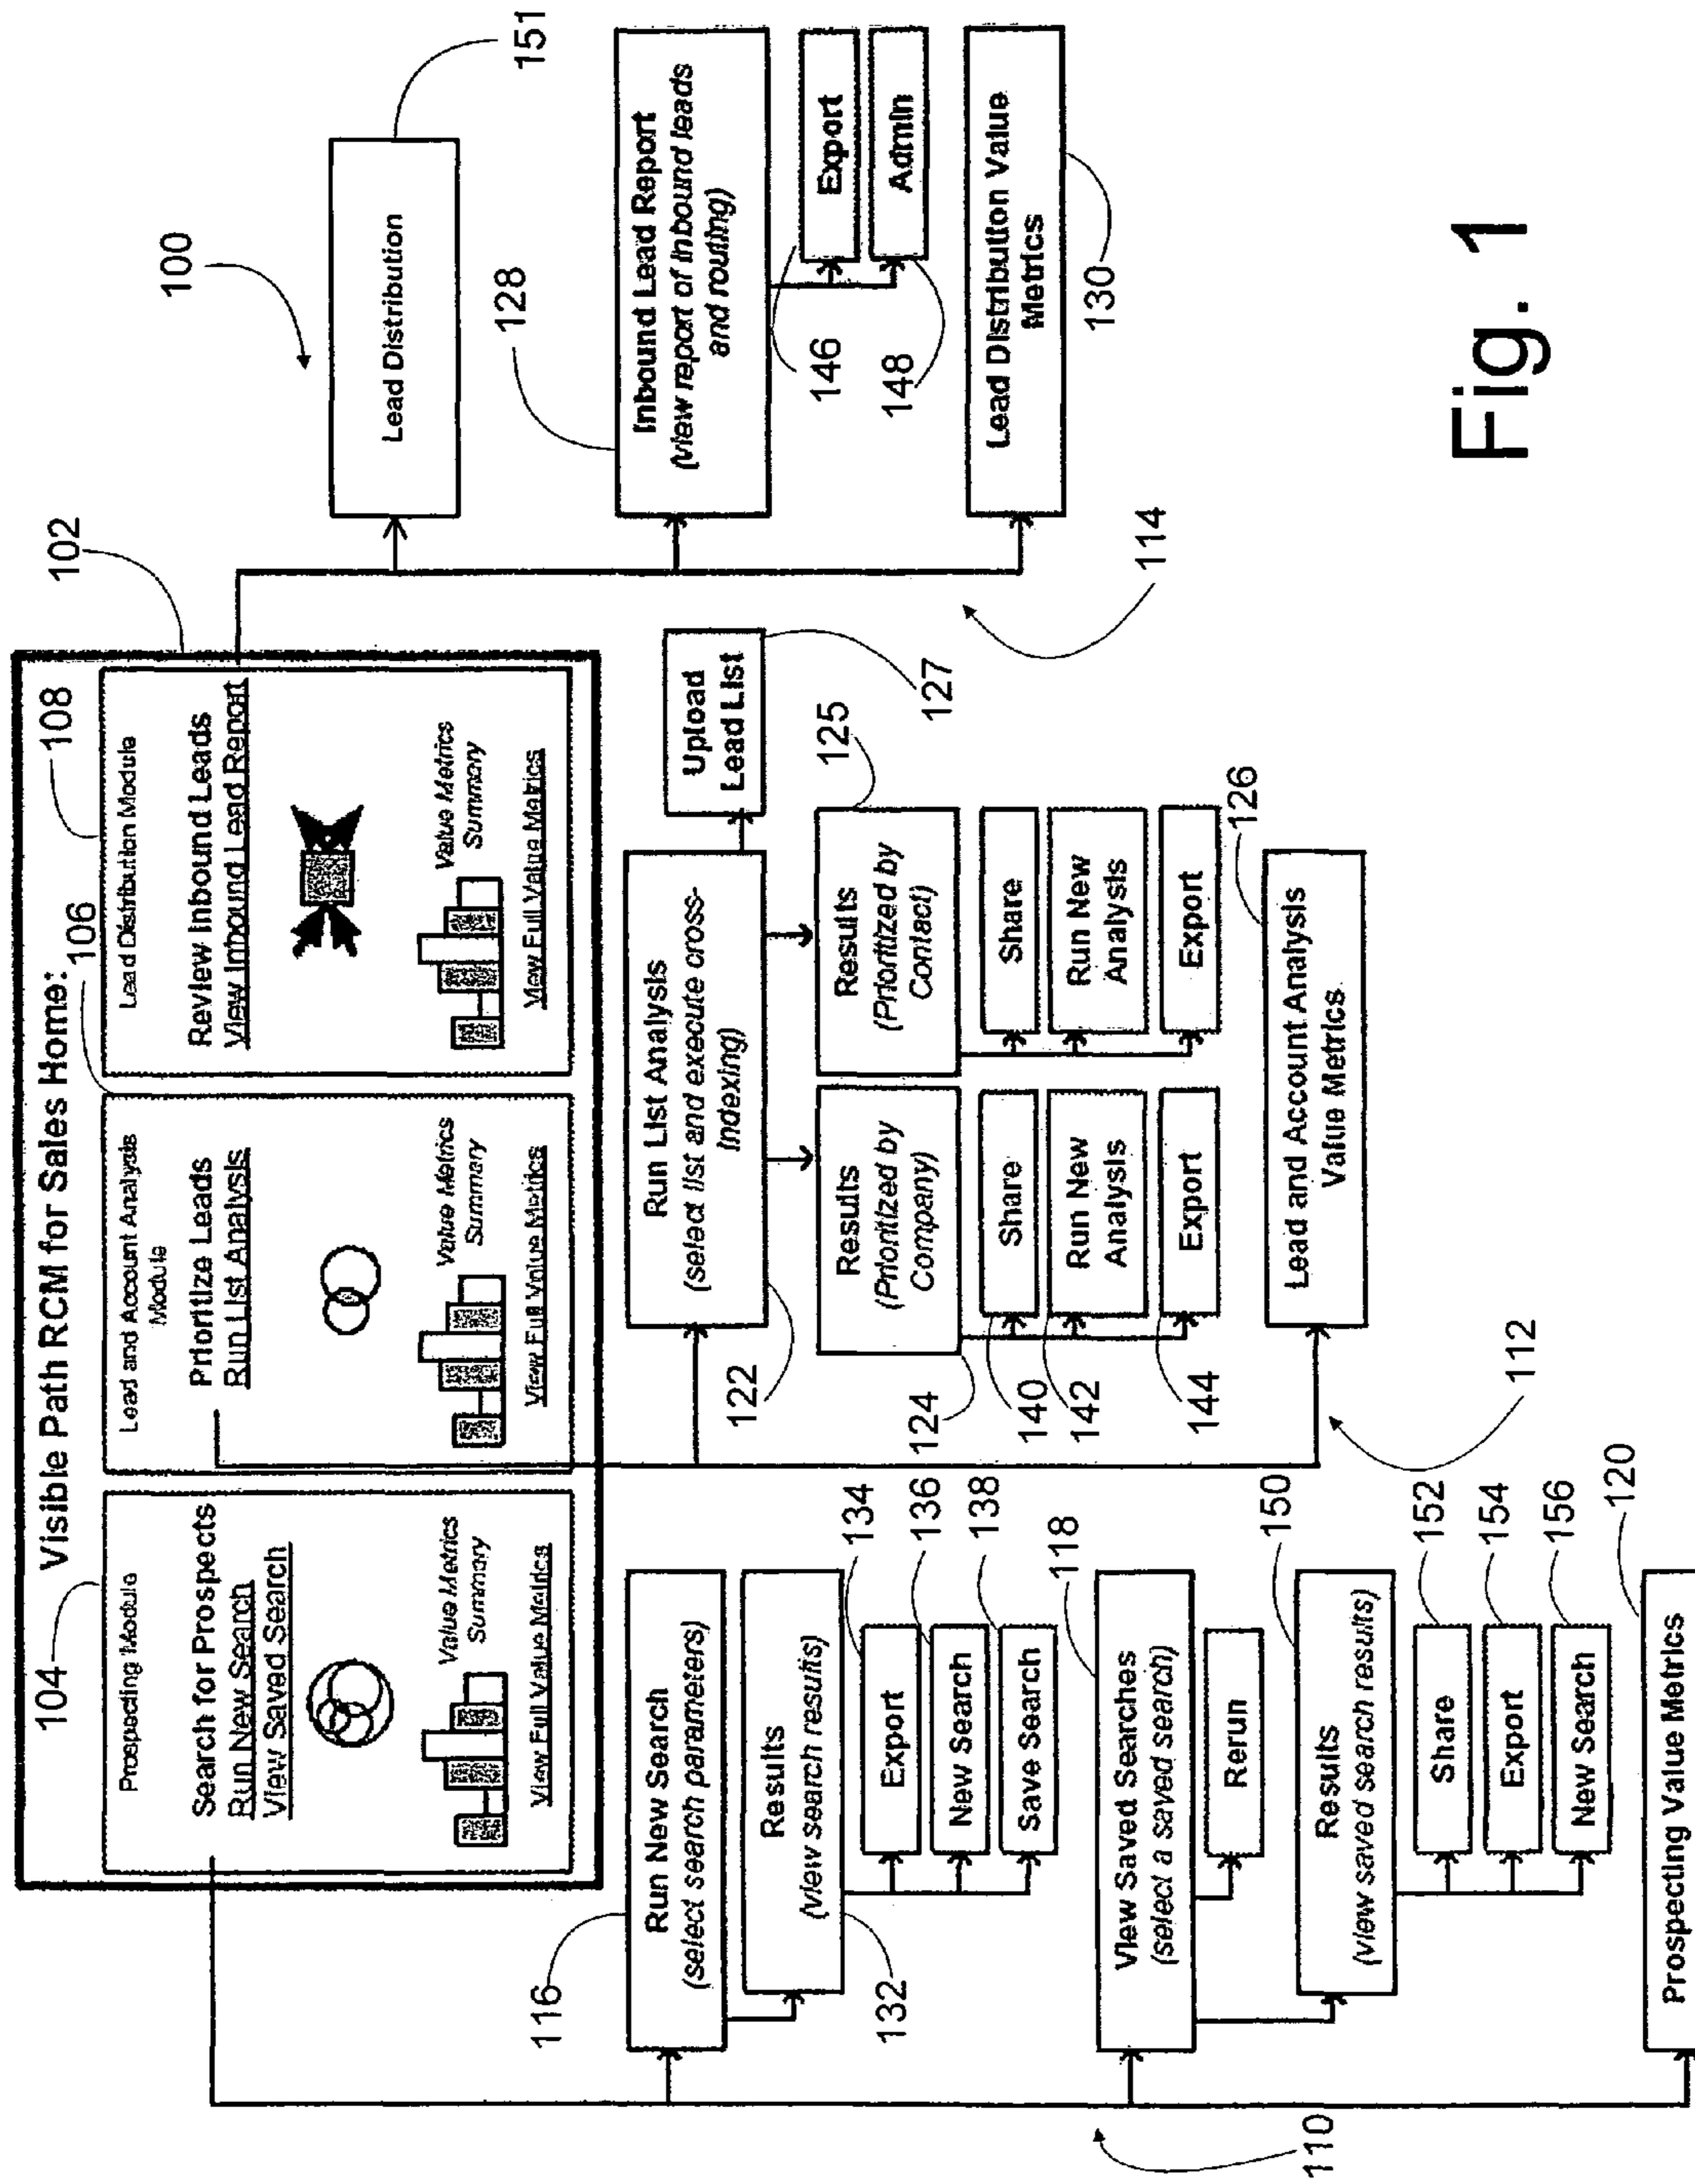 100
102
Visible Path RCM for Sales Home:
104
106
108
Prospecting Module
Search for Prospects
Run New Search
View Saved Search
Value Metrics
Summary
View Full Value Metrics
Lead and Account Analysis
Module
Prioritize Leads
Run List Analysis
Value Metrics
Summary
View Full Value Metrics
Lead Distribution Module
Review Inbound Leads
View Inbound Lead Report
Value Metrics
Summary
View Full Value Metrics
116
Run New Search
(select search parameters)
132
Results
(view search results)
134
Export
136
New Search
138
Save Search
118
View Saved Searches
(select a saved search)
Rerun
150
Results
(view saved search results)
152
Share
154
Export
156
New Search
120
Prospecting Value Metrics
110
122
Run List Analysis
(select list and execute cross-
indexing)
Upload
Lead List
127
124
Results
(Prioritized by
Company)
140
Share
142
Run New
Analysis
144
Export
125
Results
(Prioritized by
Contact)
Share
Run New
Analysis
Export
126
Lead and Account Analysis
Value Metrics
112
Lead Distribution
151
128
Inbound Lead Report
(view report of inbound leads
and routing)
146
Export
148
Admin
Lead Distribution Value
Metrics
130
114
Fig. 1